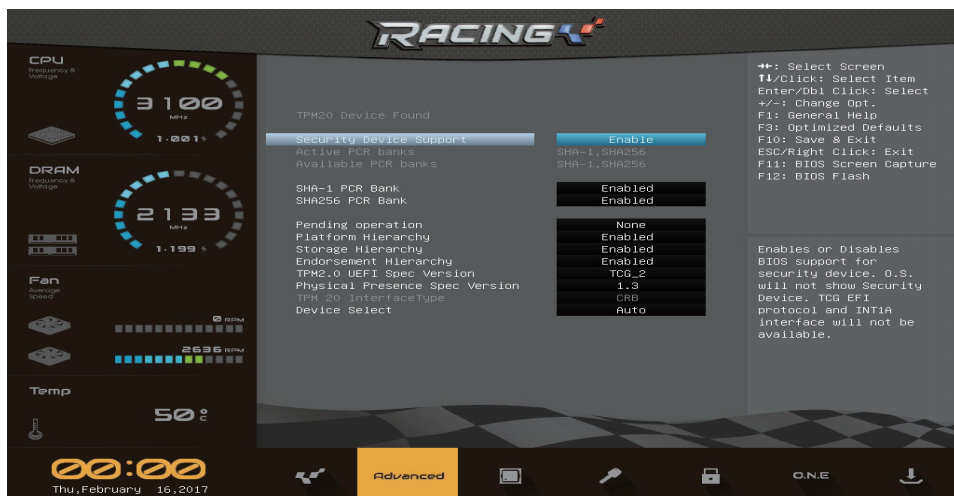 RACING
CPU
Frequency &
Voltage
3100
MHz
1.001
DRAM
Frequency &
Voltage
2133
MHz
1.199
Fan
Average
Speed
0 RPM
2636 RPM
Temp
50 °C
TPM20 Device Found
Security Device Support Enable
Active PCR banks SHA-1,SHA256
Available PCR banks SHA-1,SHA256
SHA-1 PCR Bank Enabled
SHA256 PCR Bank Enabled
Pending operation None
Platform Hierarchy Enabled
Storage Hierarchy Enabled
Endorsement Hierarchy Enabled
TPM2.0 UEFI Spec Version TCG_2
Physical Presence Spec Version 1.3
TPM 20 InterfaceType CRB
Device Select Auto
→←: Select Screen
↑↓/Click: Select Item
Enter/Dbl Click: Select
+/-: Change Opt.
F1: General Help
F3: Optimized Defaults
F10: Save & Exit
ESC/Right Click: Exit
F11: BIOS Screen Capture
F12: BIOS Flash
Enables or Disables
BIOS support for
security device. O.S.
will not show Security
Device. TCG EFI
protocol and INT1A
interface will not be
available.
00:00
Thu,February 16,2017
Advanced
O.N.E